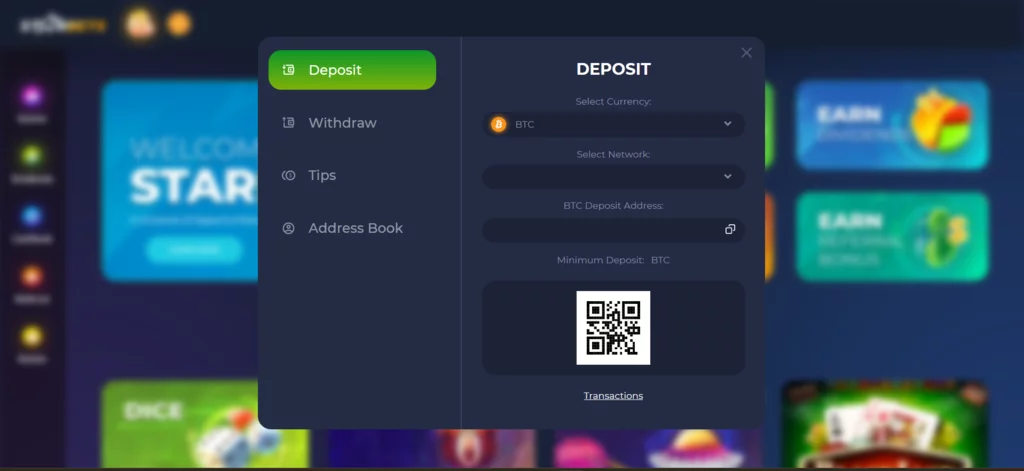 Deposit
Withdraw
Tips
Address Book
DEPOSIT
Select Currency:
BTC
Select Network:
BTC Deposit Address:
Minimum Deposit: BTC
Transactions
WELCOM
STAR
EARN
DIVIDENDS
EARN
REFERRAL
BONUS
DICE